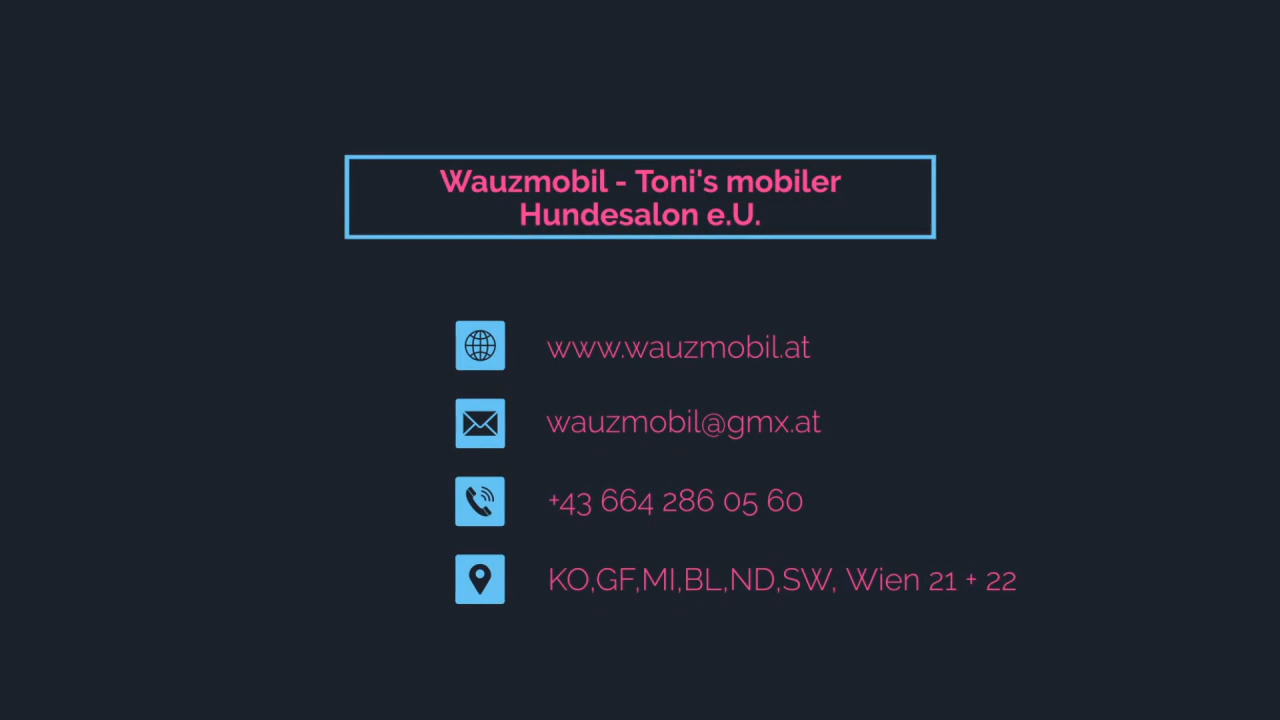 Wauzmobil - Toni's mobiler
Hundesalon e.U.
www.wauzmobil.at
wauzmobil@gmx.at
+43 664 286 05 60
KO,GF,MI,BL,ND,SW, Wien 21 + 22